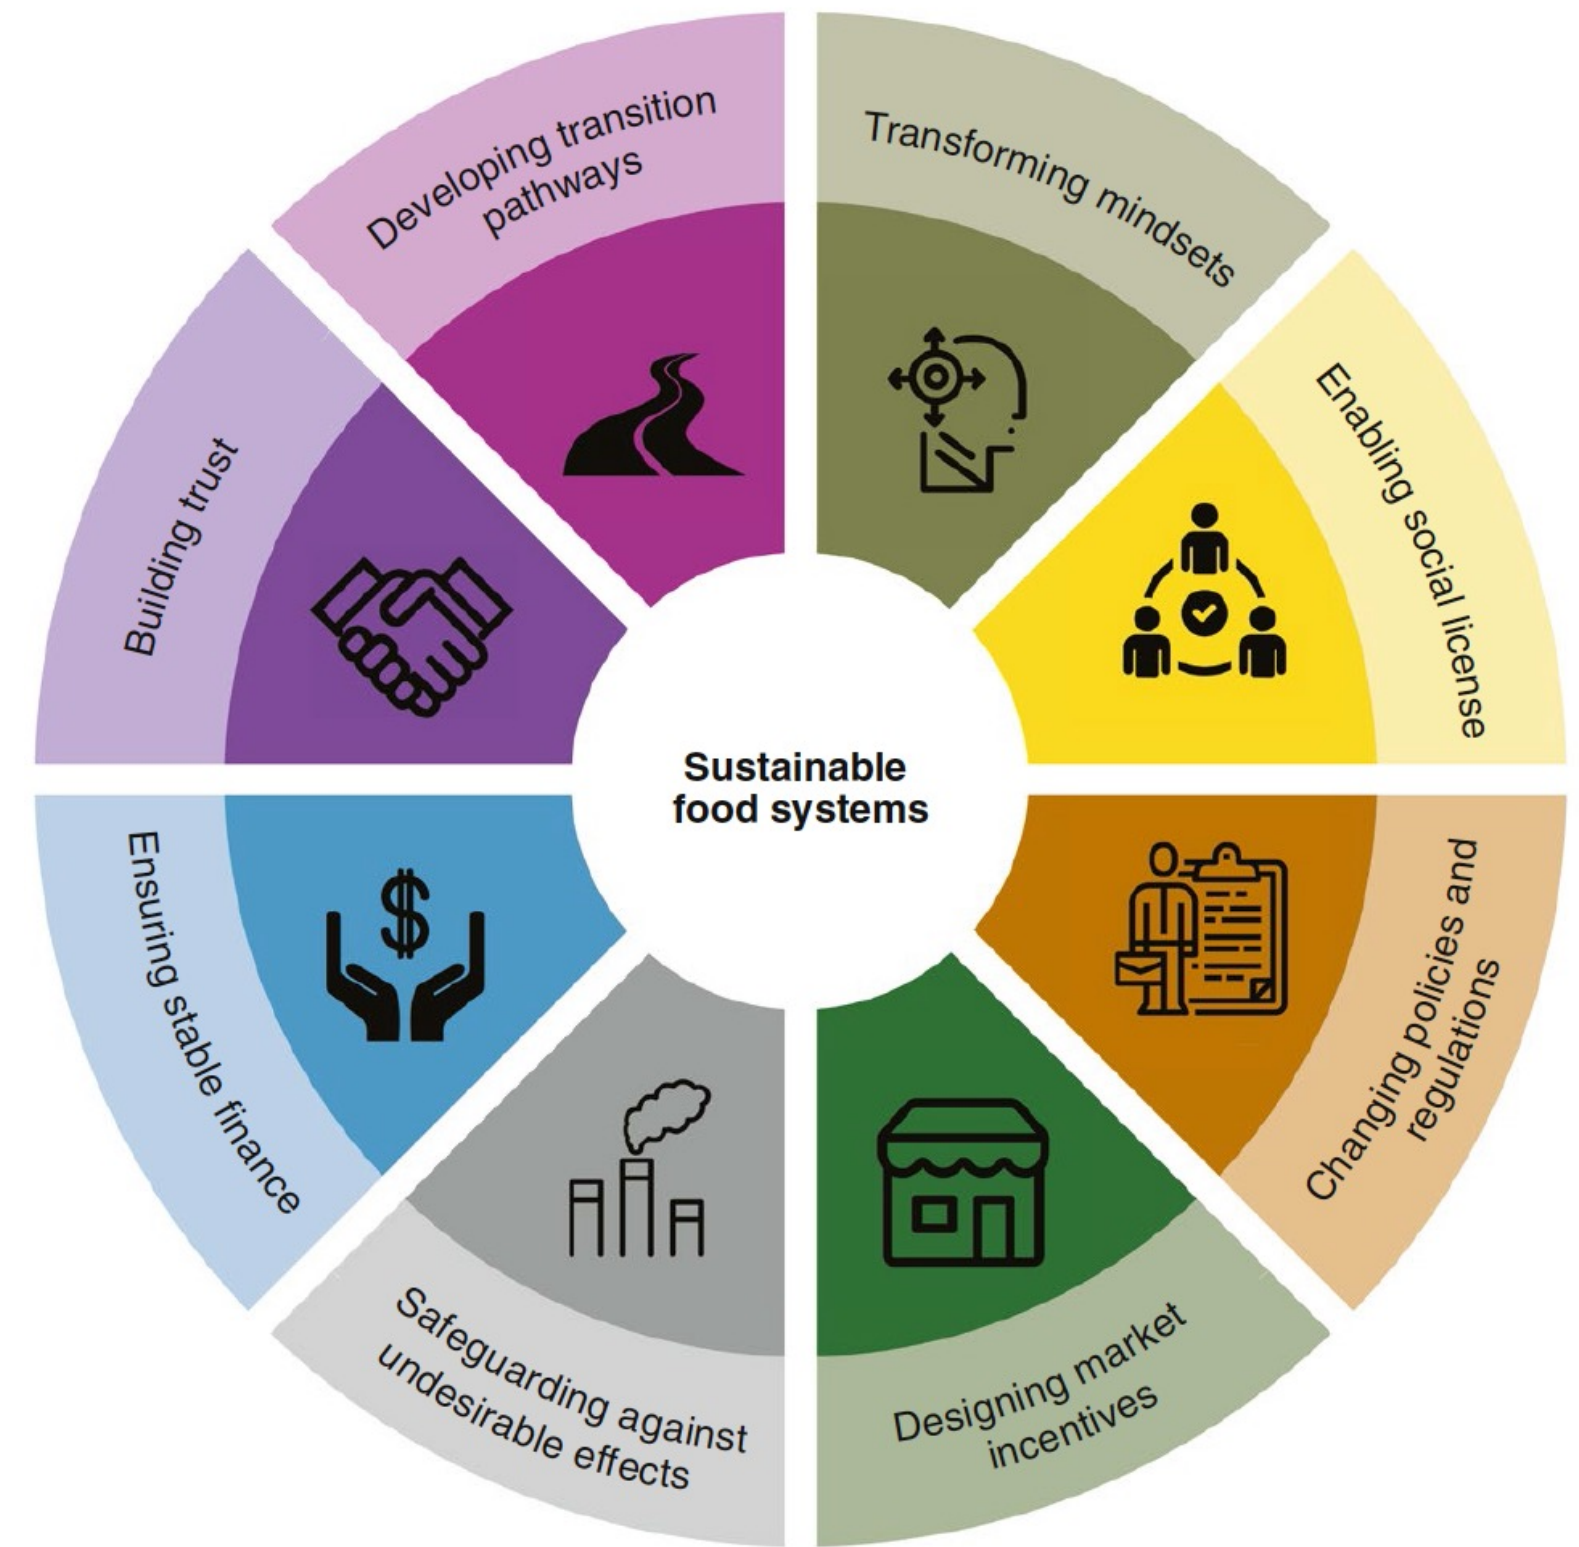 Developing transition
pathways
Transforming mindsets
Enabling social license
Changing policies and
regulations
Designing market
incentives
Safeguarding against
undesirable effects
Ensuring stable finance
Building trust
Sustainable
food systems